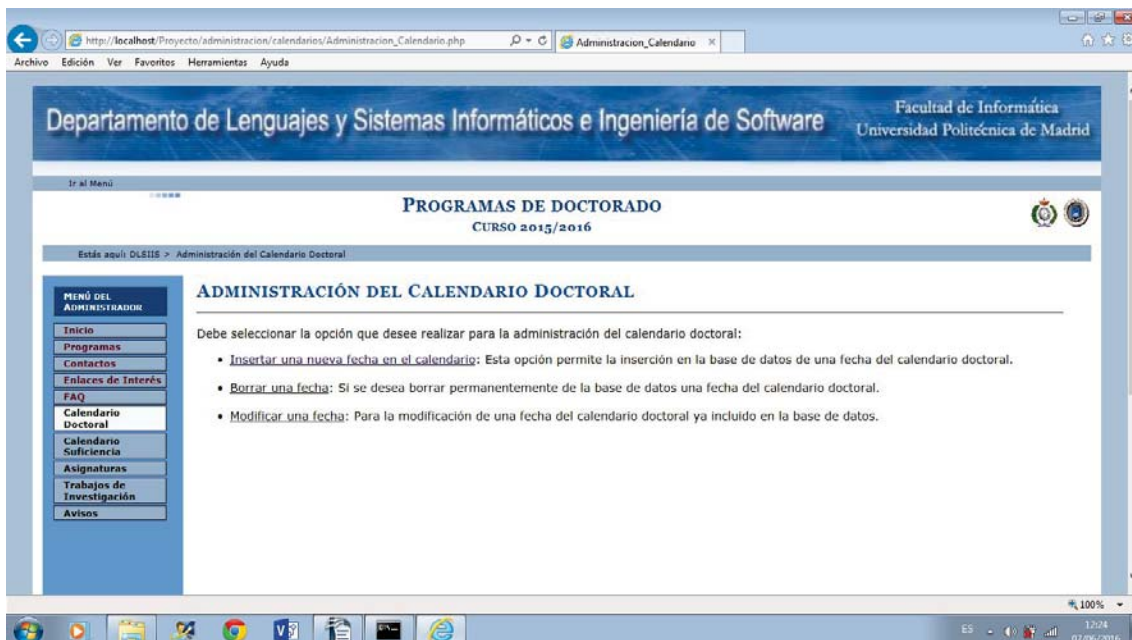 http://localhost/Proyecto/administracion/calendarios/Administracion_Calendario.php
Administracion_Calendario
Archivo Edición Ver Favoritos Herramientas Ayuda
Departamento de Lenguajes y Sistemas Informáticos e Ingeniería de Software
Facultad de Informática
Universidad Politécnica de Madrid
Ir al Menú
PROGRAMAS DE DOCTORADO
CURSO 2015/2016
Estás aquí: DLSIIS > Administración del Calendario Doctoral
MENÚ DEL
ADMINISTRADOR
Inicio
Programas
Contactos
Enlaces de Interés
FAQ
Calendario
Doctoral
Calendario
Suficiencia
Asignaturas
Trabajos de
Investigación
Avisos
ADMINISTRACIÓN DEL CALENDARIO DOCTORAL
Debe seleccionar la opción que desee realizar para la administración del calendario doctoral:
• Insertar una nueva fecha en el calendario: Esta opción permite la inserción en la base de datos de una fecha del calendario doctoral.
• Borrar una fecha: Si se desea borrar permanentemente de la base de datos una fecha del calendario doctoral.
• Modificar una fecha: Para la modificación de una fecha del calendario doctoral ya incluido en la base de datos.
100%
ES
12:24
07/06/2016